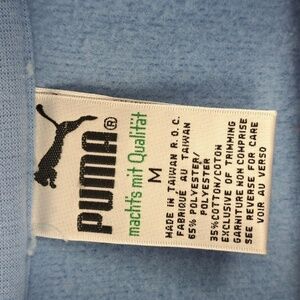 PUMA®
macht's mit Qualität
M
MADE IN TAIWAN R.O.C.
FABRIQUÉ AU TAIWAN
65% POLYESTER/
POLYESTER
35%COTTON/COTON
EXCLUSIVE OF TRIMMING
GARNITURE NON COMPRISE
SEE REVERSE FOR CARE
VOIR AU VERSO